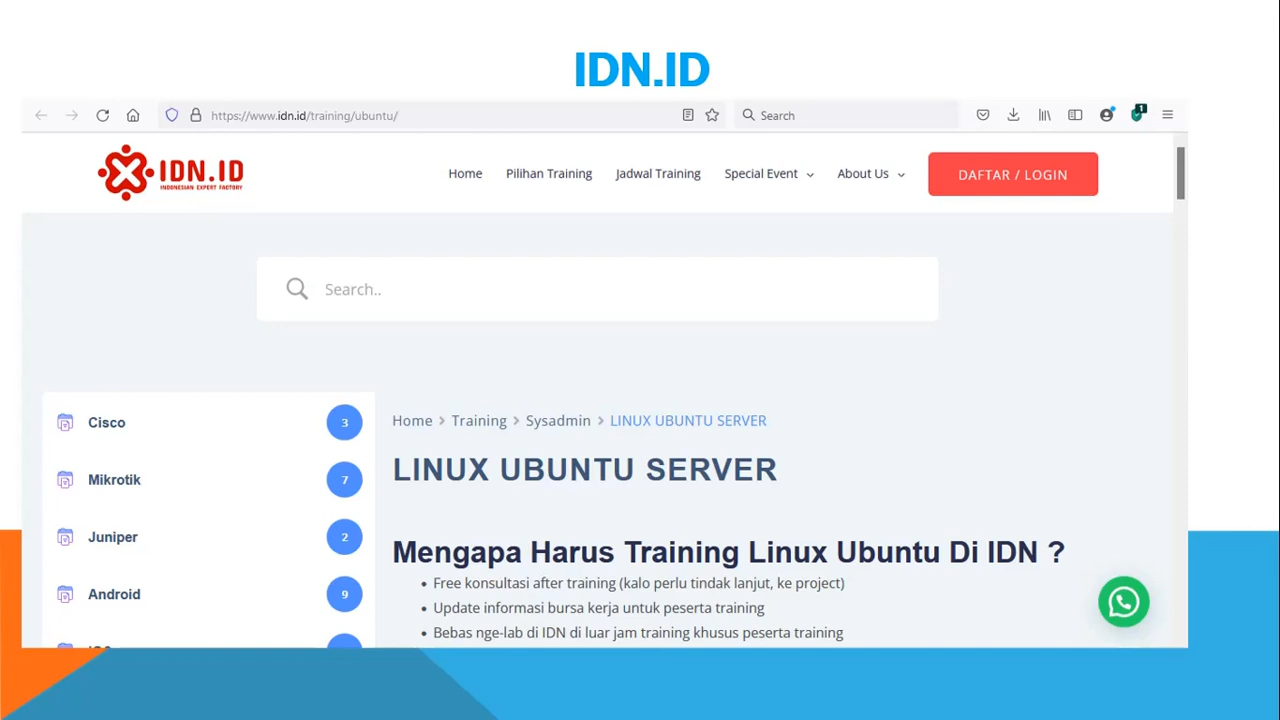 IDN.ID
https://www.idn.id/training/ubuntu/
Search
1
IDN.ID
INDONESIAN EXPERT FACTORY
Home
Pilihan Training
Jadwal Training
Special Event
About Us
DAFTAR / LOGIN
Search..
Cisco 3
Mikrotik 7
Juniper 2
Android 9
Home > Training > Sysadmin > LINUX UBUNTU SERVER
LINUX UBUNTU SERVER
Mengapa Harus Training Linux Ubuntu Di IDN ?
• Free konsultasi after training (kalo perlu tindak lanjut, ke project)
• Update informasi bursa kerja untuk peserta training
• Bebas nge-lab di IDN di luar jam training khusus peserta training